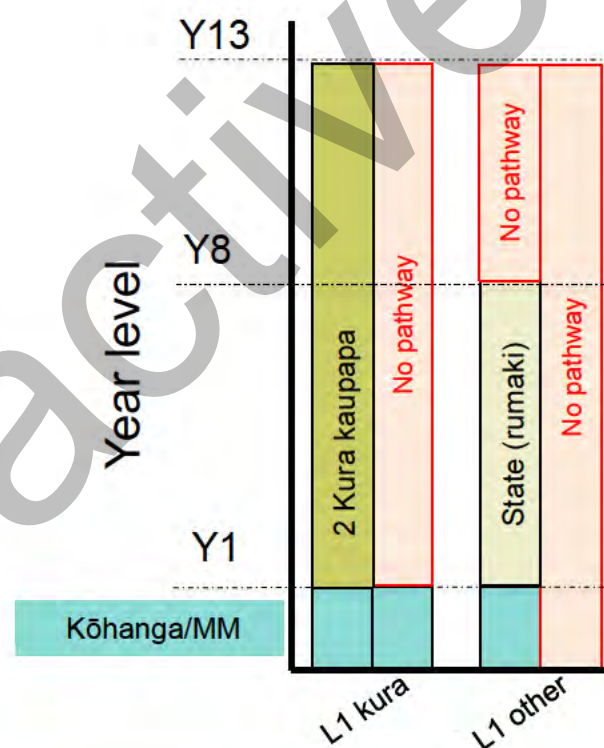 Y13
Y8
Y1
Year level
Kōhanga/MM
2 Kura kaupapa
No pathway
No pathway
State (rumaki)
No pathway
L1 kura
L1 other
active